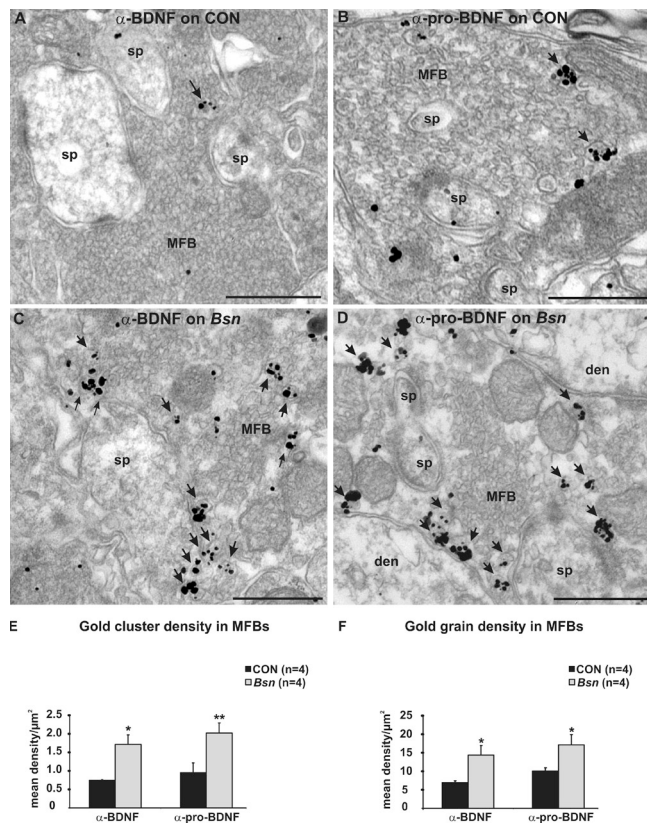 A α-BDNF on CON
sp
sp
sp
MFB
B α-pro-BDNF on CON
MFB
sp
sp
sp
C α-BDNF on Bsn
MFB
sp
D α-pro-BDNF on Bsn
den
sp
sp
MFB
den
sp
E Gold cluster density in MFBs
CON (n=4)
Bsn (n=4)
mean density/µm²
2.5
2.0
1.5
1.0
0.5
0
* **
α-BDNF α-pro-BDNF
F Gold grain density in MFBs
CON (n=4)
Bsn (n=4)
mean density/µm²
25
20
15
10
5
0
* *
α-BDNF α-pro-BDNF